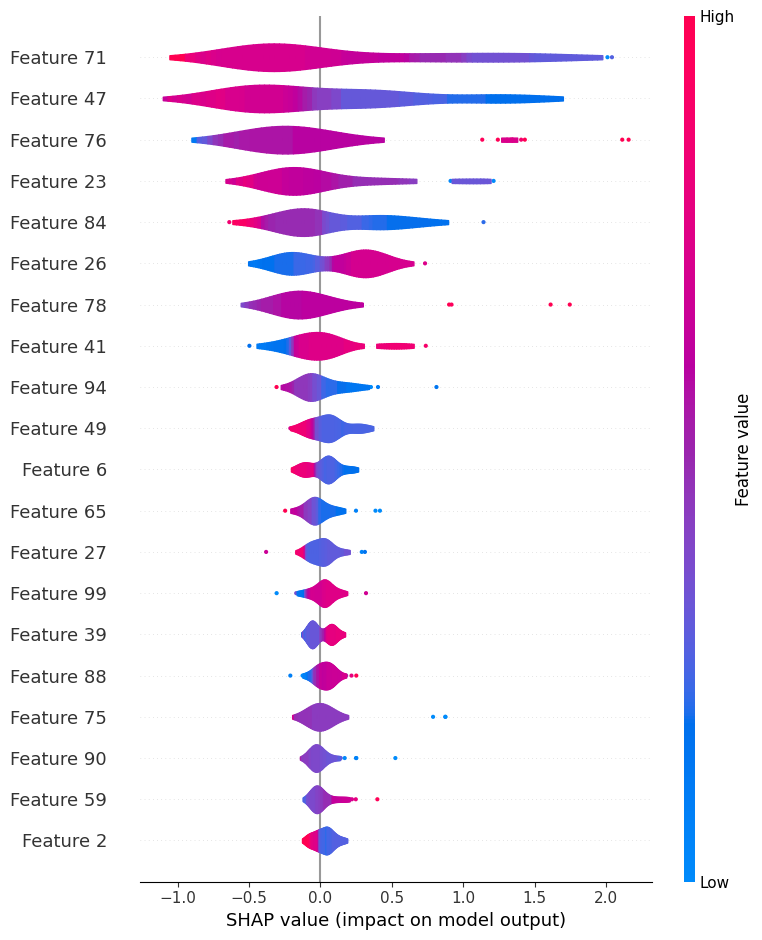 High
Feature 71
Feature 47
Feature 76
Feature 23
Feature 84
Feature 26
Feature 78
Feature 41
Feature 94
Feature 49
Feature 6
Feature 65
Feature 27
Feature 99
Feature 39
Feature 88
Feature 75
Feature 90
Feature 59
Feature 2
Feature value
Low
−1.0 −0.5 0.0 0.5 1.0 1.5 2.0
SHAP value (impact on model output)